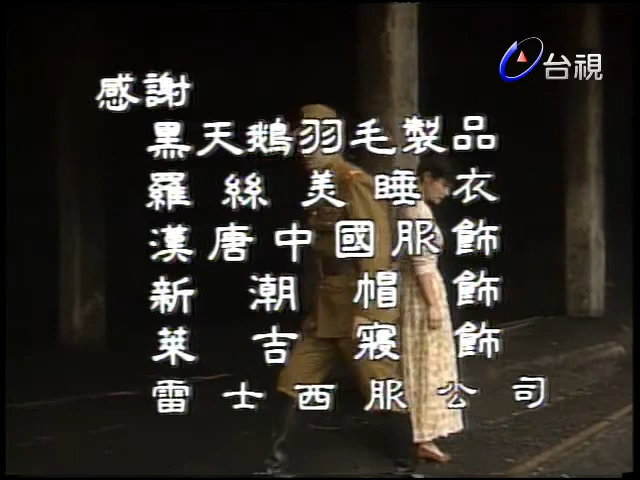 台視
感謝
黑天鵝羽毛製品
羅絲美睡衣
漢唐中國服飾
新潮帽飾
萊吉寢飾
雷士西服公司